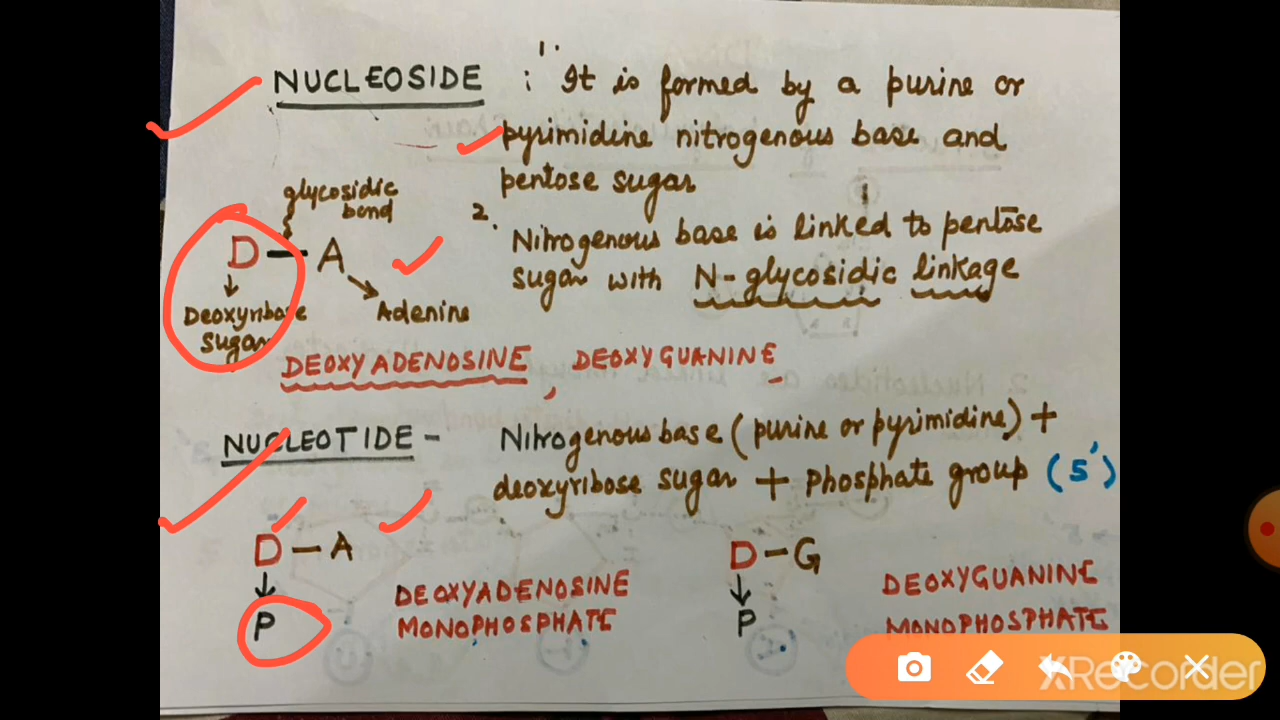 1.
NUCLEOSIDE : It is formed by a purine or
pyrimidine nitrogenous base and
pentose sugar
glycosidic
bond
D — A
Deoxyribose
sugar
Adenine
2. Nitrogenous base is linked to pentose
sugar with N-glycosidic linkage
DEOXYADENOSINE, DEOXYGUANINE
NUCLEOTIDE - Nitrogenous base (purine or pyrimidine) +
deoxyribose sugar + phosphate group (5')
D — A
P
DEOXYADENOSINE
MONOPHOSPHATE
D — G
P
DEOXYGUANINE
MONOPHOSPHATE
XRecorder